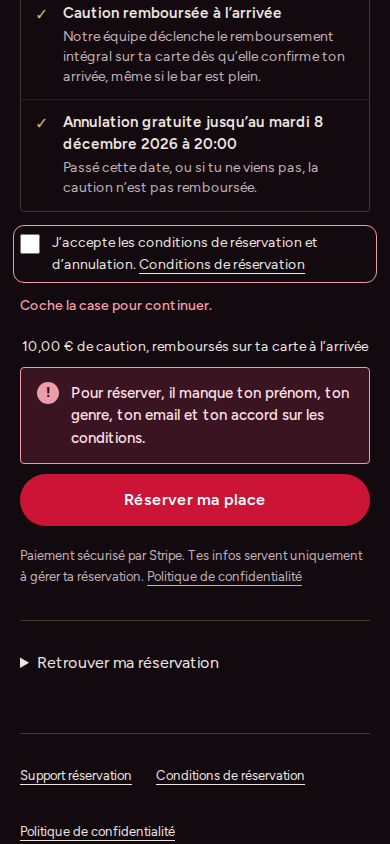 ✓ Caution remboursée à l’arrivée
Notre équipe déclenche le remboursement
intégral sur ta carte dès qu’elle confirme ton
arrivée, même si le bar est plein.
✓ Annulation gratuite jusqu’au mardi 8
décembre 2026 à 20:00
Passé cette date, ou si tu ne viens pas, la
caution n’est pas remboursée.
J’accepte les conditions de réservation et
d’annulation. Conditions de réservation
Coche la case pour continuer.
10,00 € de caution, remboursés sur ta carte à l’arrivée
! Pour réserver, il manque ton prénom, ton
genre, ton email et ton accord sur les
conditions.
Réserver ma place
Paiement sécurisé par Stripe. Tes infos servent uniquement
à gérer ta réservation. Politique de confidentialité
Retrouver ma réservation
Support réservation Conditions de réservation
Politique de confidentialité